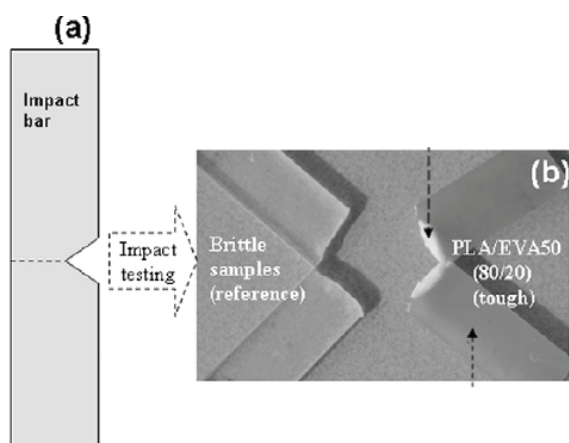 (a)
Impact
bar
Impact
testing
(b)
Brittle
samples
(reference)
PLA/EVA50
(80/20)
(tough)